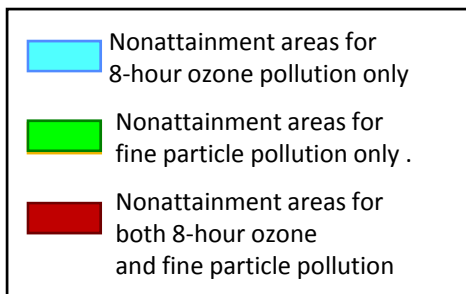 Nonattainment areas for
8-hour ozone pollution only
Nonattainment areas for
fine particle pollution only .
Nonattainment areas for
both 8-hour ozone
and fine particle pollution